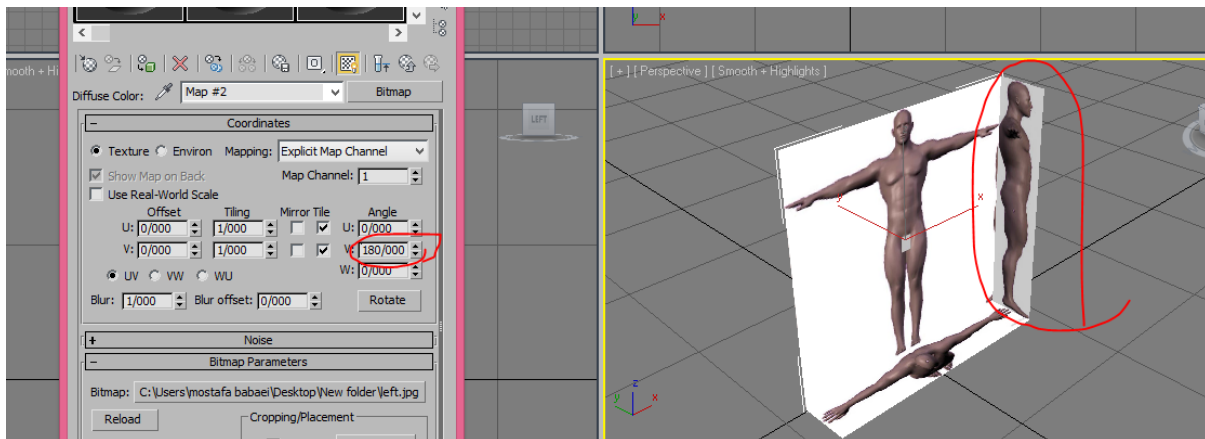 mooth + Hi
Diffuse Color: Map #2 Bitmap
- Coordinates
Texture Environ Mapping: Explicit Map Channel
Show Map on Back Map Channel: 1
Use Real-World Scale
Offset Tiling Mirror Tile Angle
U: 0/000 1/000 U: 0/000
V: 0/000 1/000 V: 180/000
UV VW WU W: 0/000
Blur: 1/000 Blur offset: 0/000 Rotate
+ Noise
- Bitmap Parameters
Bitmap: C:\Users\mostafa babaei\Desktop\New folder\left.jpg
Reload Cropping/Placement
LEFT
y x
[ + ] [ Perspective ] [ Smooth + Highlights ]
y x
z
y x